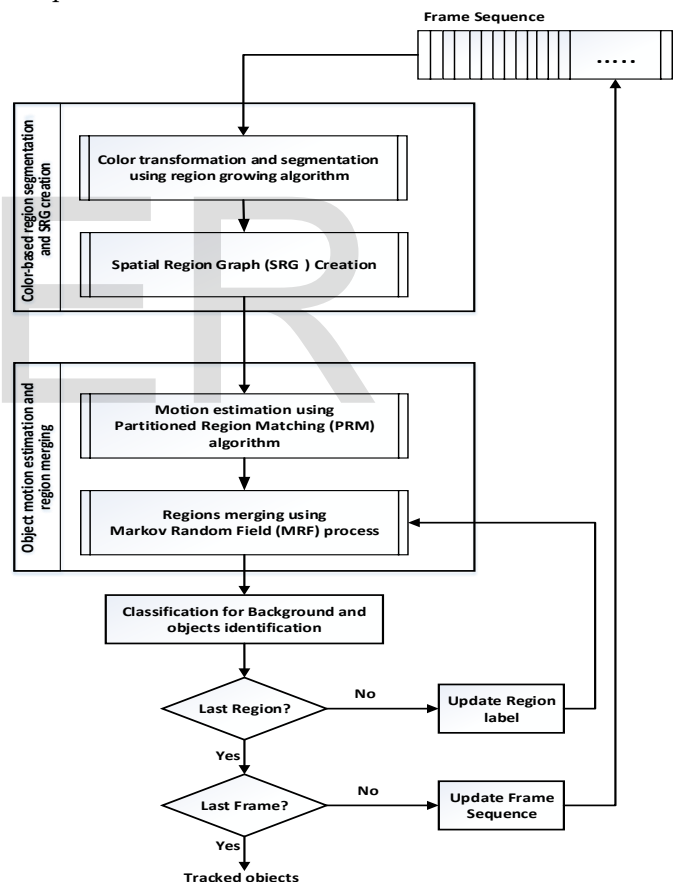 Frame Sequence
.....
Color-based region segmentation
and SRG creation
Color transformation and segmentation
using region growing algorithm
Spatial Region Graph (SRG ) Creation
Object motion estimation and
region merging
Motion estimation using
Partitioned Region Matching (PRM)
algorithm
Regions merging using
Markov Random Field (MRF) process
Classification for Background and
objects identification
Last Region?
No
Update Region
label
Yes
Last Frame?
No
Update Frame
Sequence
Yes
Tracked objects
ER